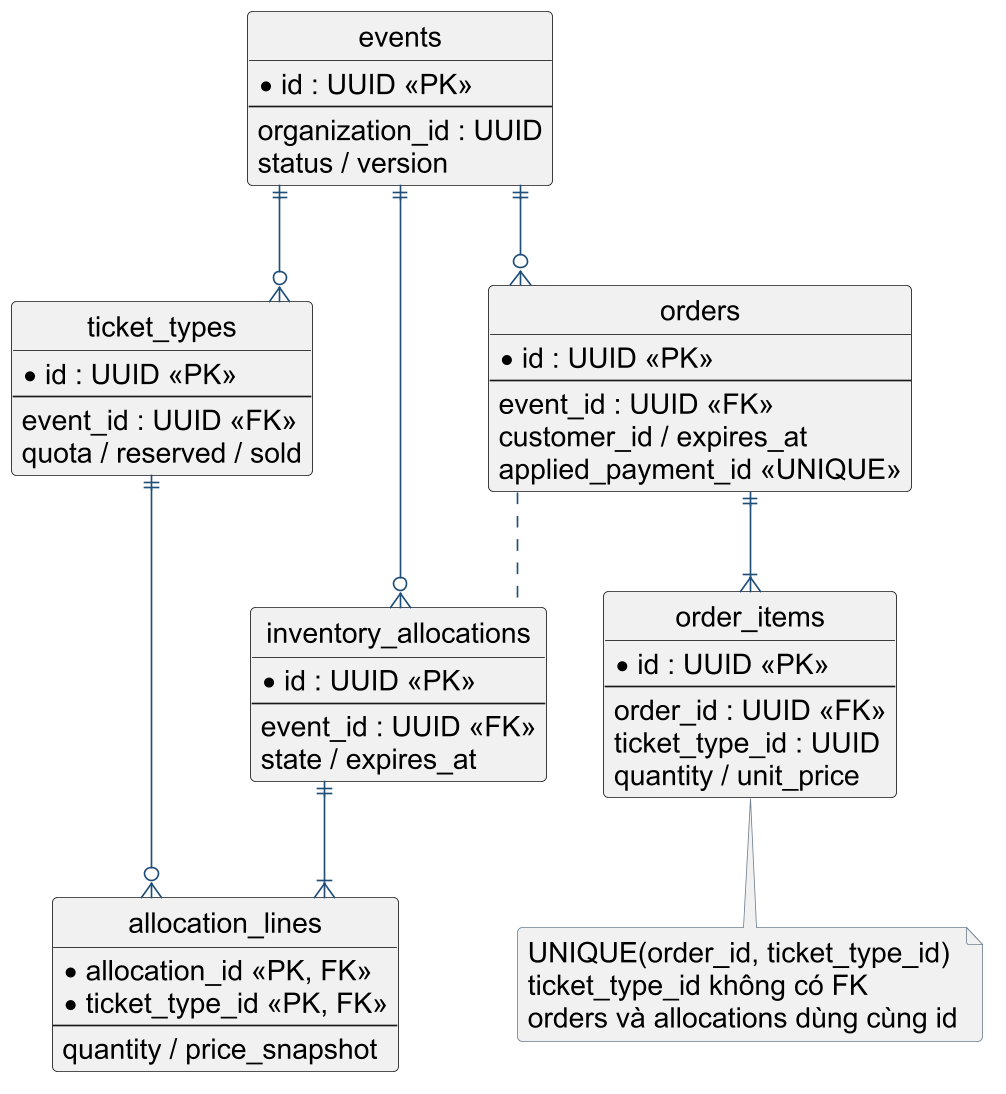 events
• id : UUID «PK»
organization_id : UUID
status / version
ticket_types
• id : UUID «PK»
event_id : UUID «FK»
quota / reserved / sold
orders
• id : UUID «PK»
event_id : UUID «FK»
customer_id / expires_at
applied_payment_id «UNIQUE»
inventory_allocations
• id : UUID «PK»
event_id : UUID «FK»
state / expires_at
order_items
• id : UUID «PK»
order_id : UUID «FK»
ticket_type_id : UUID
quantity / unit_price
allocation_lines
• allocation_id «PK, FK»
• ticket_type_id «PK, FK»
quantity / price_snapshot
UNIQUE(order_id, ticket_type_id)
ticket_type_id không có FK
orders và allocations dùng cùng id